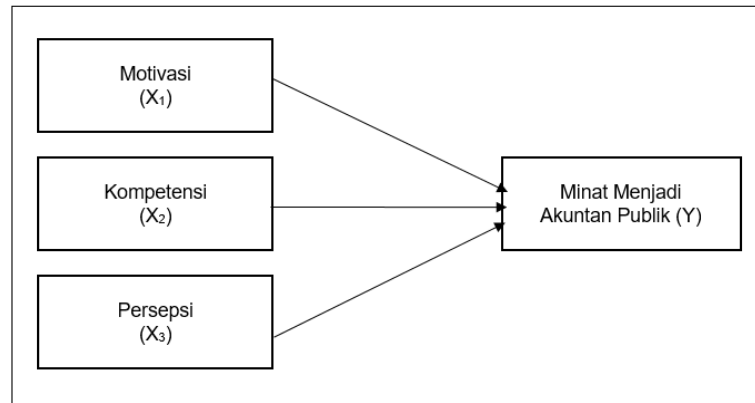 Motivasi
(X₁)
Kompetensi
(X₂)
Persepsi
(X₃)
Minat Menjadi
Akuntan Publik (Y)